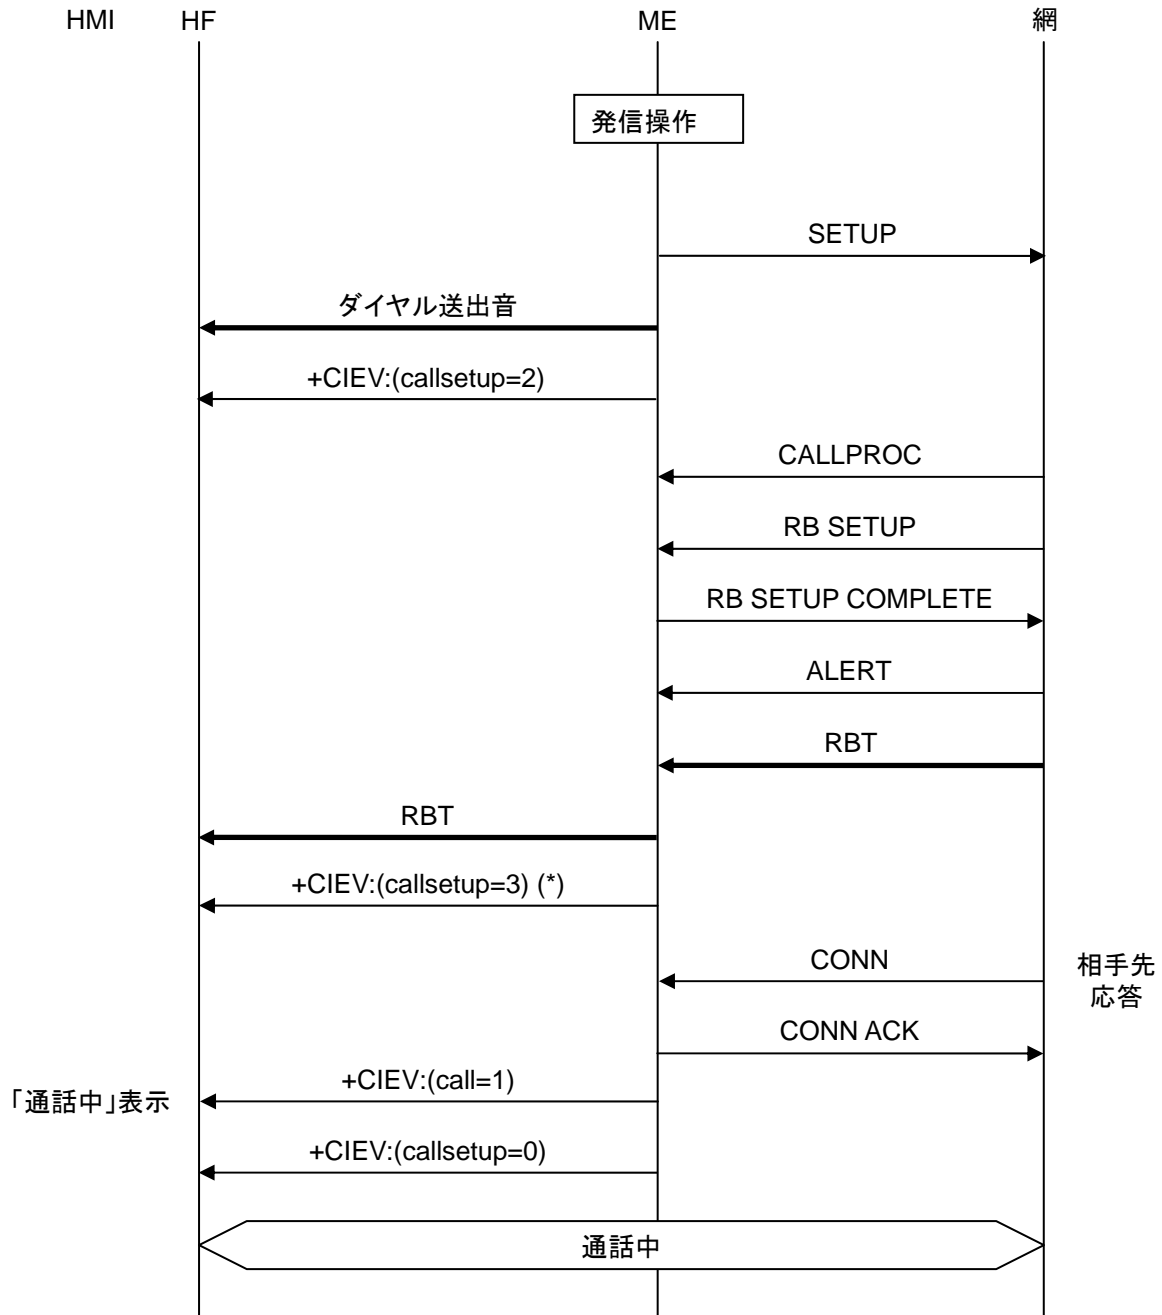 HMI HF ME 網
発信操作
SETUP
ダイヤル送出音
+CIEV:(callsetup=2)
CALLPROC
RB SETUP
RB SETUP COMPLETE
ALERT
RBT
RBT
+CIEV:(callsetup=3) (*)
CONN
相手先
応答
CONN ACK
+CIEV:(call=1)
「通話中」表示
+CIEV:(callsetup=0)
通話中